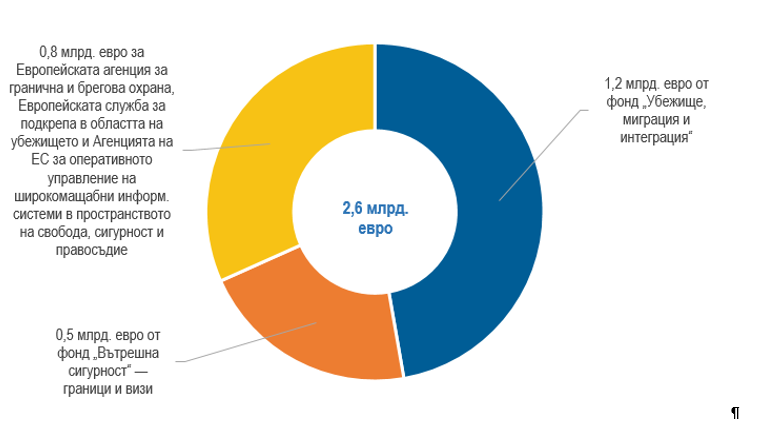 0,8 млрд. евро за
Европейската агенция за
гранична и брегова охрана,
Европейската служба за
подкрепа в областта на
убежището и Агенцията на
ЕС за оперативното
управление на
широкомащабни информ.
системи в пространството
на свобода, сигурност и
правосъдие
1,2 млрд. евро от
фонд „Убежище,
миграция и
интеграция“
2,6 млрд.
евро
0,5 млрд. евро от
фонд „Вътрешна
сигурност“ —
граници и визи
¶